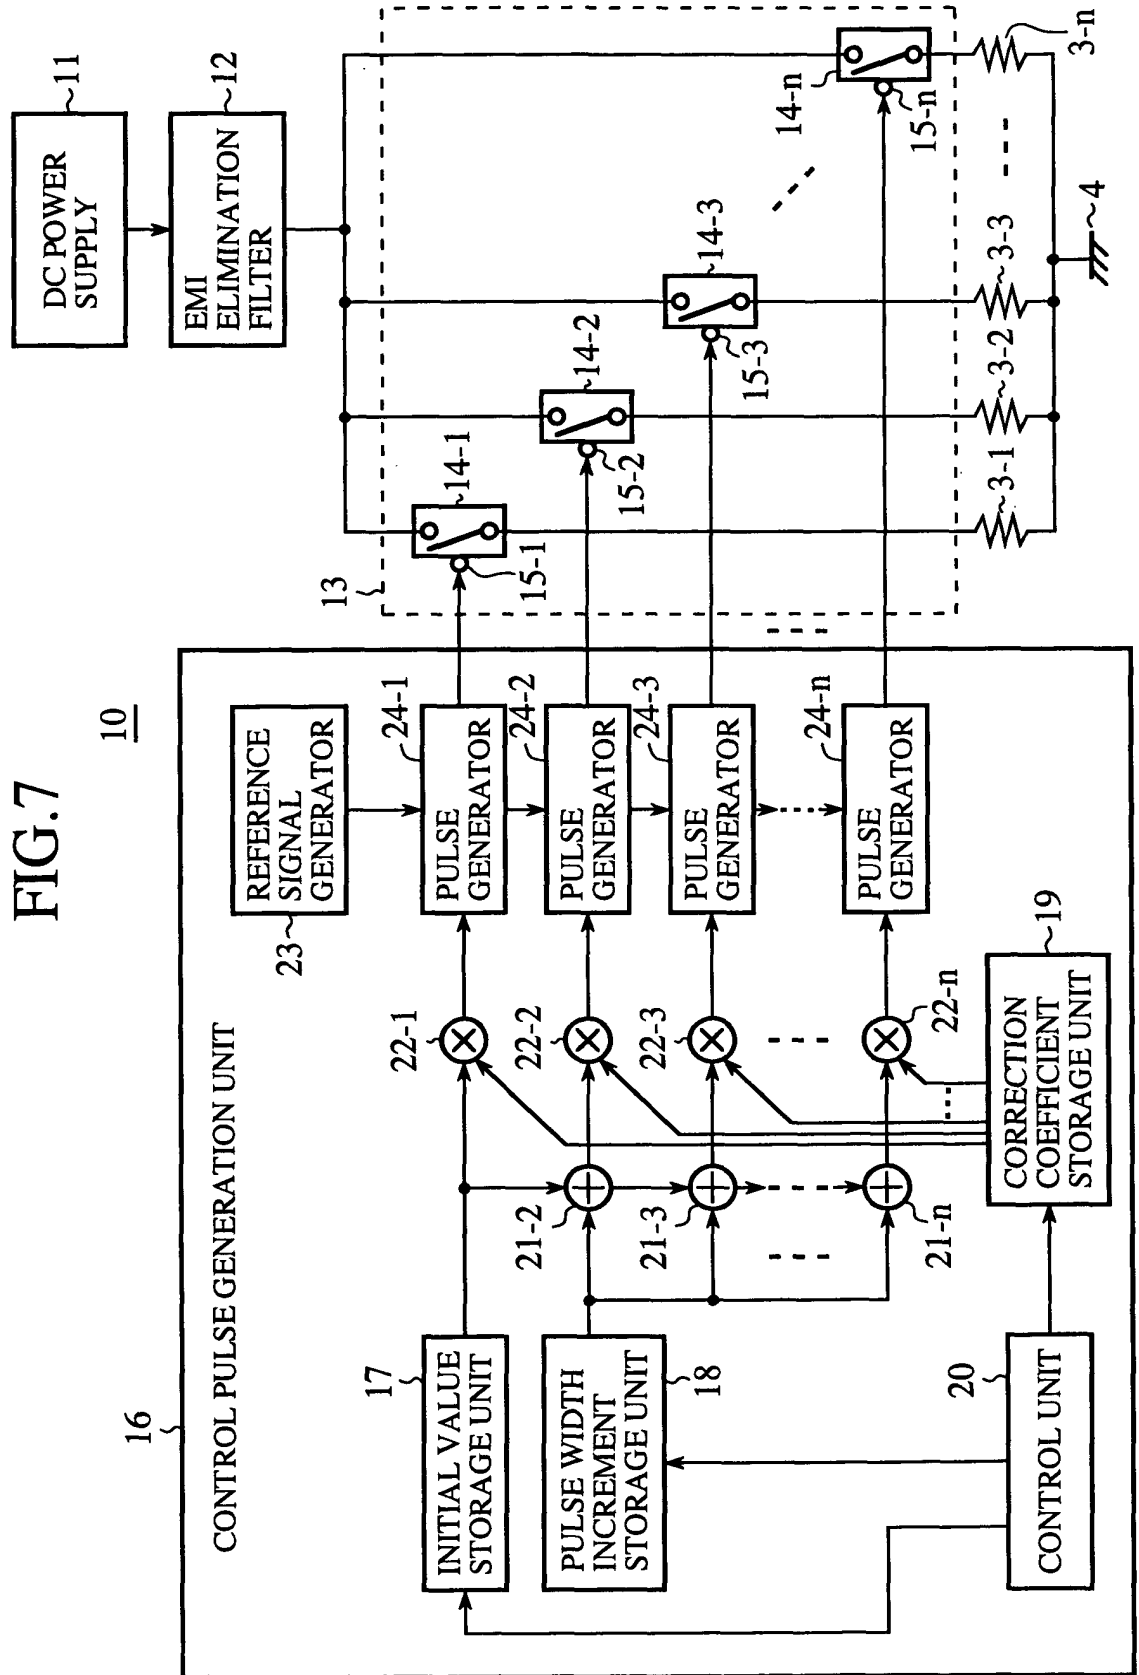 FIG.7
10
16
CONTROL PULSE GENERATION UNIT
REFERENCE
SIGNAL
GENERATOR
23
17
INITIAL VALUE
STORAGE UNIT
PULSE WIDTH
INCREMENT
STORAGE UNIT
18
20
CONTROL UNIT
19
CORRECTION
COEFFICIENT
STORAGE UNIT
21-2
21-3
21-n
22-1
22-2
22-3
22-n
24-1
PULSE
GENERATOR
24-2
PULSE
GENERATOR
24-3
PULSE
GENERATOR
24-n
PULSE
GENERATOR
DC POWER
SUPPLY
11
EMI
ELIMINATION
FILTER
12
13
14-1
15-1
14-2
15-2
14-3
15-3
14-n
15-n
3-1
3-2
3-3
3-n
4